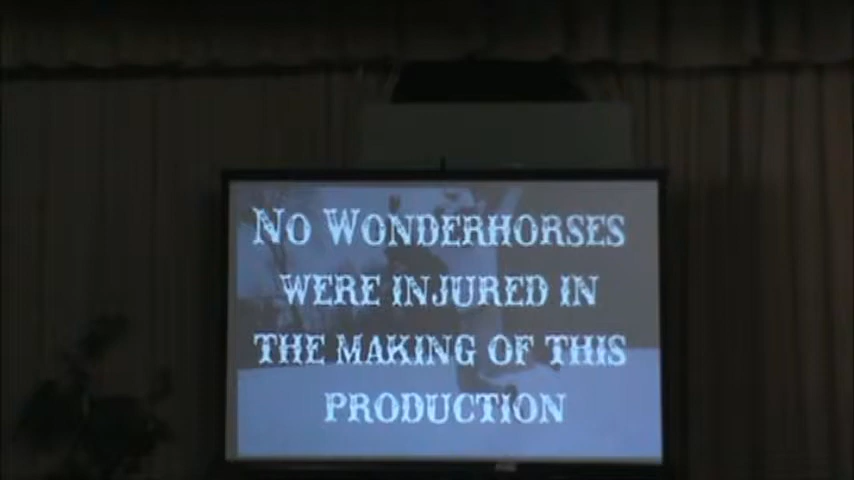 No Wonderhorses
were injured in
the making of this
production